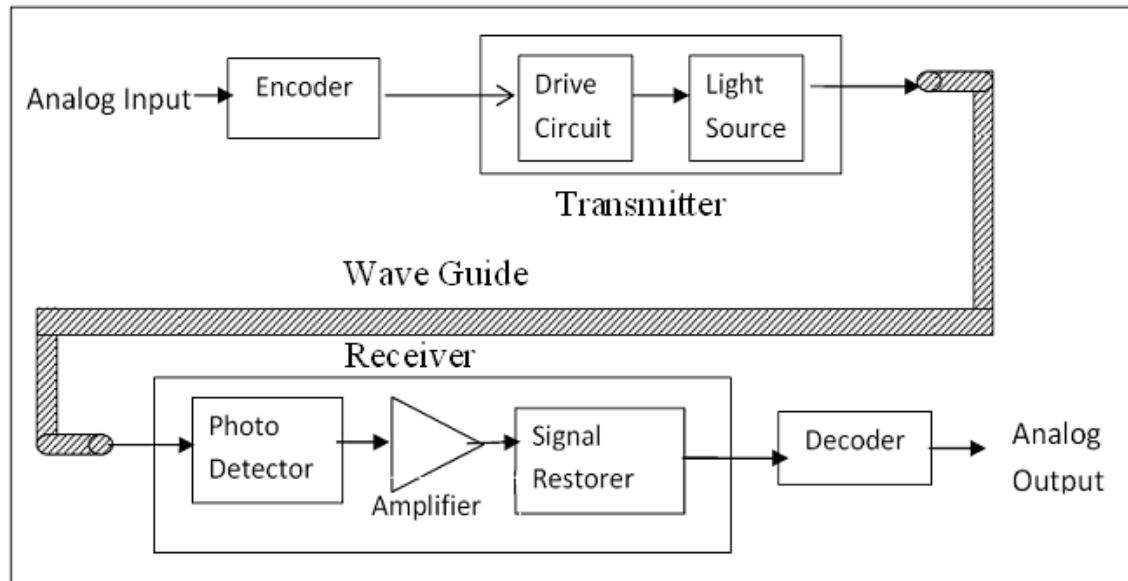 Analog Input
Encoder
Drive
Circuit
Light
Source
Transmitter
Wave Guide
Receiver
Photo
Detector
Amplifier
Signal
Restorer
Decoder
Analog
Output